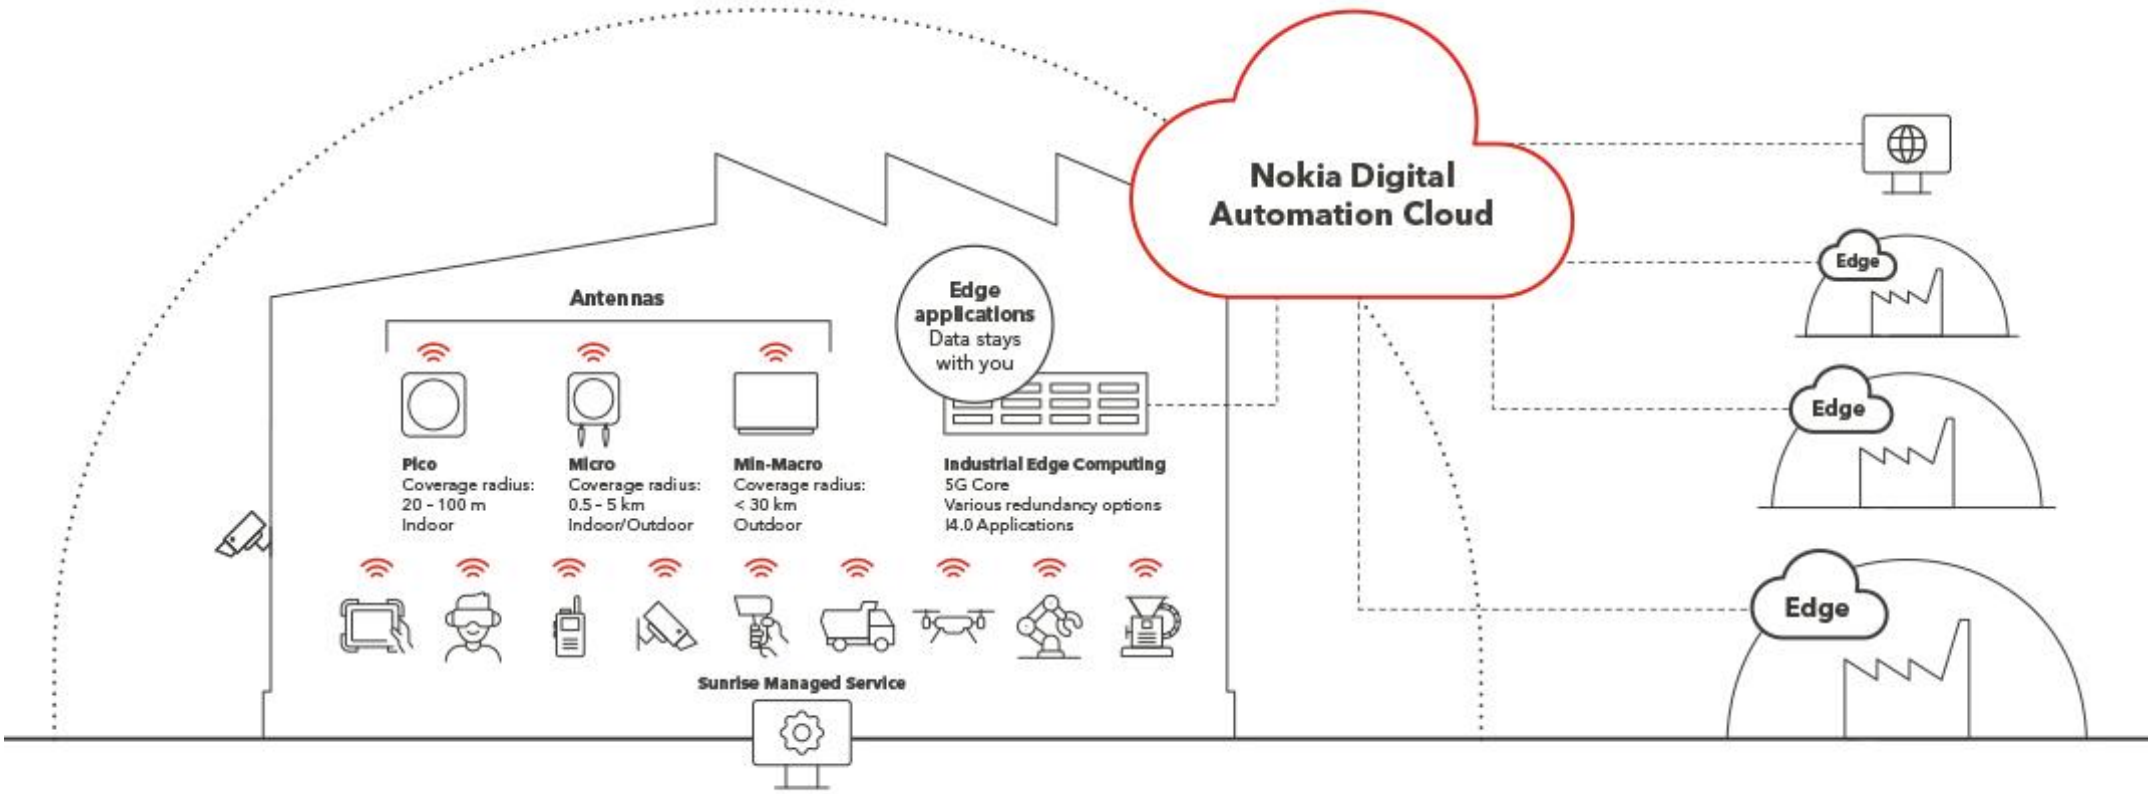 Nokia Digital
Automation Cloud
Edge
applications
Data stays
with you
Antennas
Pico
Coverage radius:
20 - 100 m
Indoor
Micro
Coverage radius:
0.5 - 5 km
Indoor/Outdoor
Min-Macro
Coverage radius:
< 30 km
Outdoor
Industrial Edge Computing
5G Core
Various redundancy options
I4.0 Applications
Sunrise Managed Service
Edge
Edge
Edge